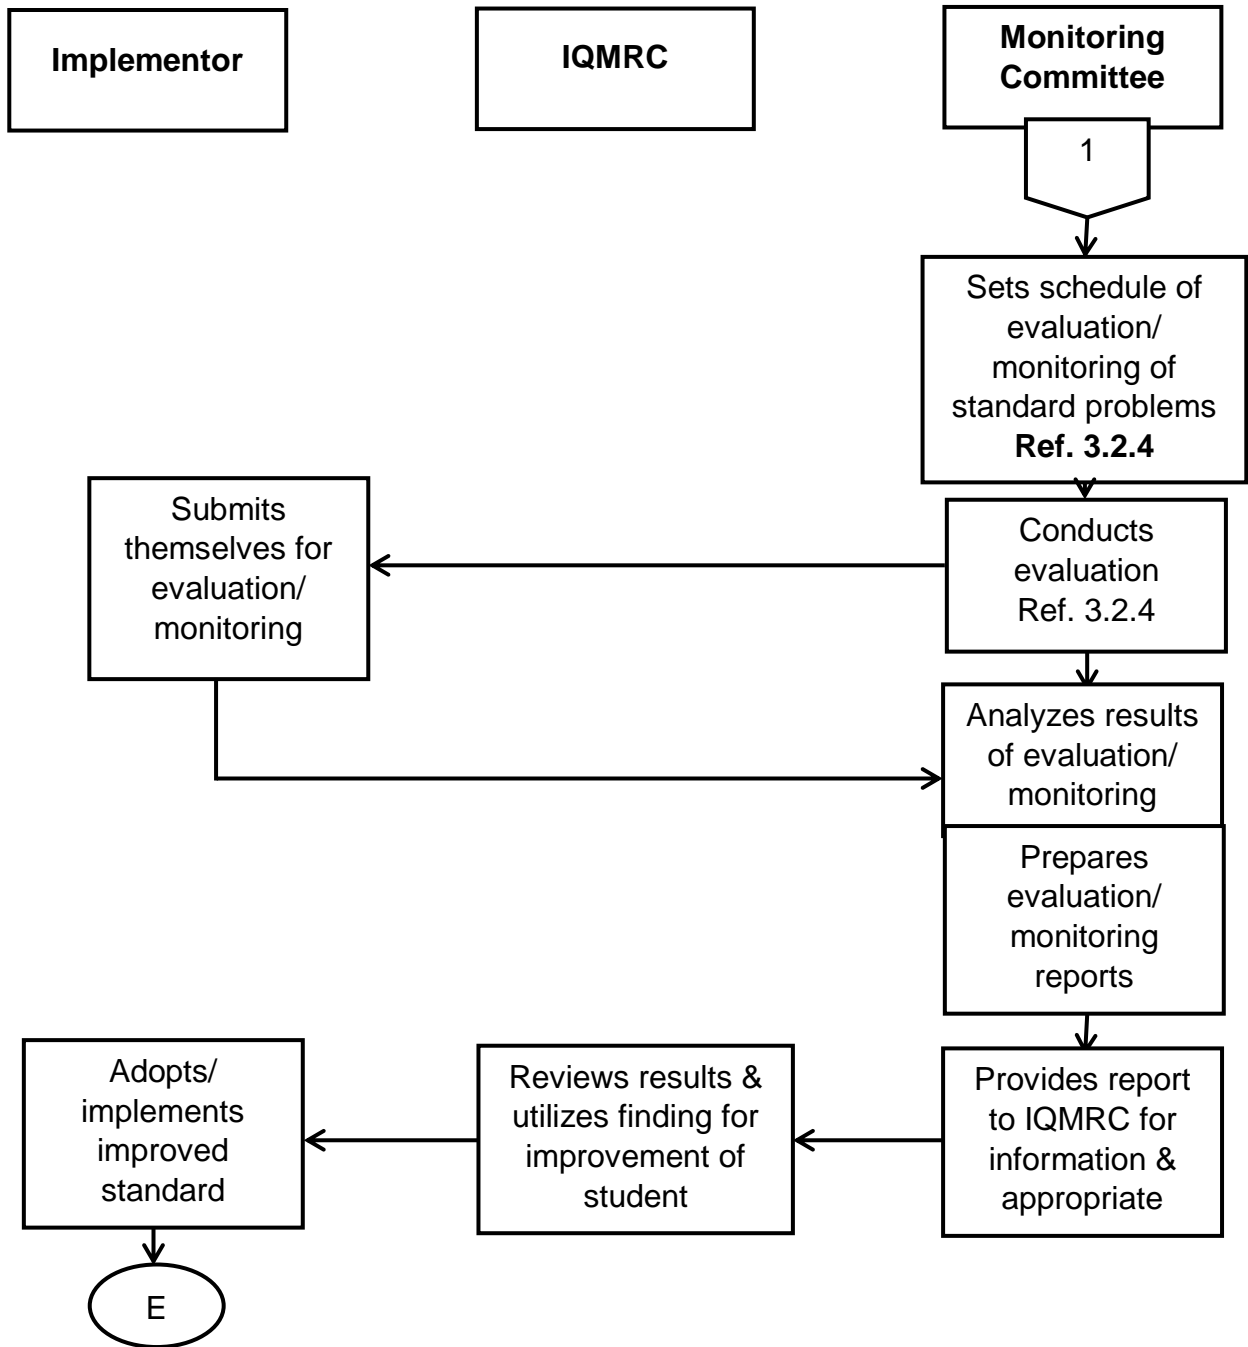 Implementor
IQMRC
Monitoring
Committee
1
Sets schedule of
evaluation/
monitoring of
standard problems
Ref. 3.2.4
Submits
themselves for
evaluation/
monitoring
Conducts
evaluation
Ref. 3.2.4
Analyzes results
of evaluation/
monitoring
Prepares
evaluation/
monitoring
reports
Adopts/
implements
improved
standard
Reviews results &
utilizes finding for
improvement of
student
Provides report
to IQMRC for
information &
appropriate
E